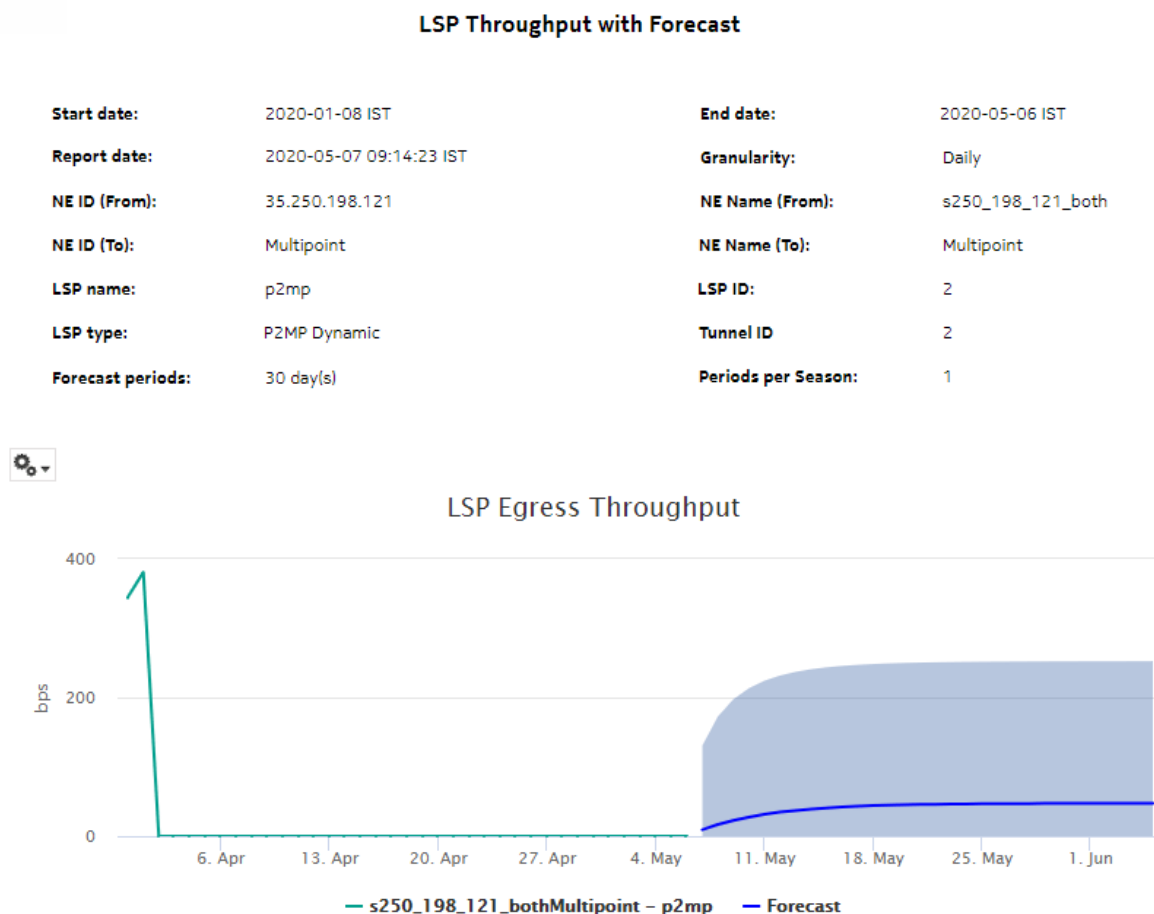 LSP Throughput with Forecast
Start date: 2020-01-08 IST End date: 2020-05-06 IST
Report date: 2020-05-07 09:14:23 IST Granularity: Daily
NE ID (From): 35.250.198.121 NE Name (From): s250_198_121_both
NE ID (To): Multipoint NE Name (To): Multipoint
LSP name: p2mp LSP ID: 2
LSP type: P2MP Dynamic Tunnel ID 2
Forecast periods: 30 day(s) Periods per Season: 1
LSP Egress Throughput
400
bps
200
0
6. Apr 13. Apr 20. Apr 27. Apr 4. May 11. May 18. May 25. May 1. Jun
s250_198_121_bothMultipoint – p2mp Forecast